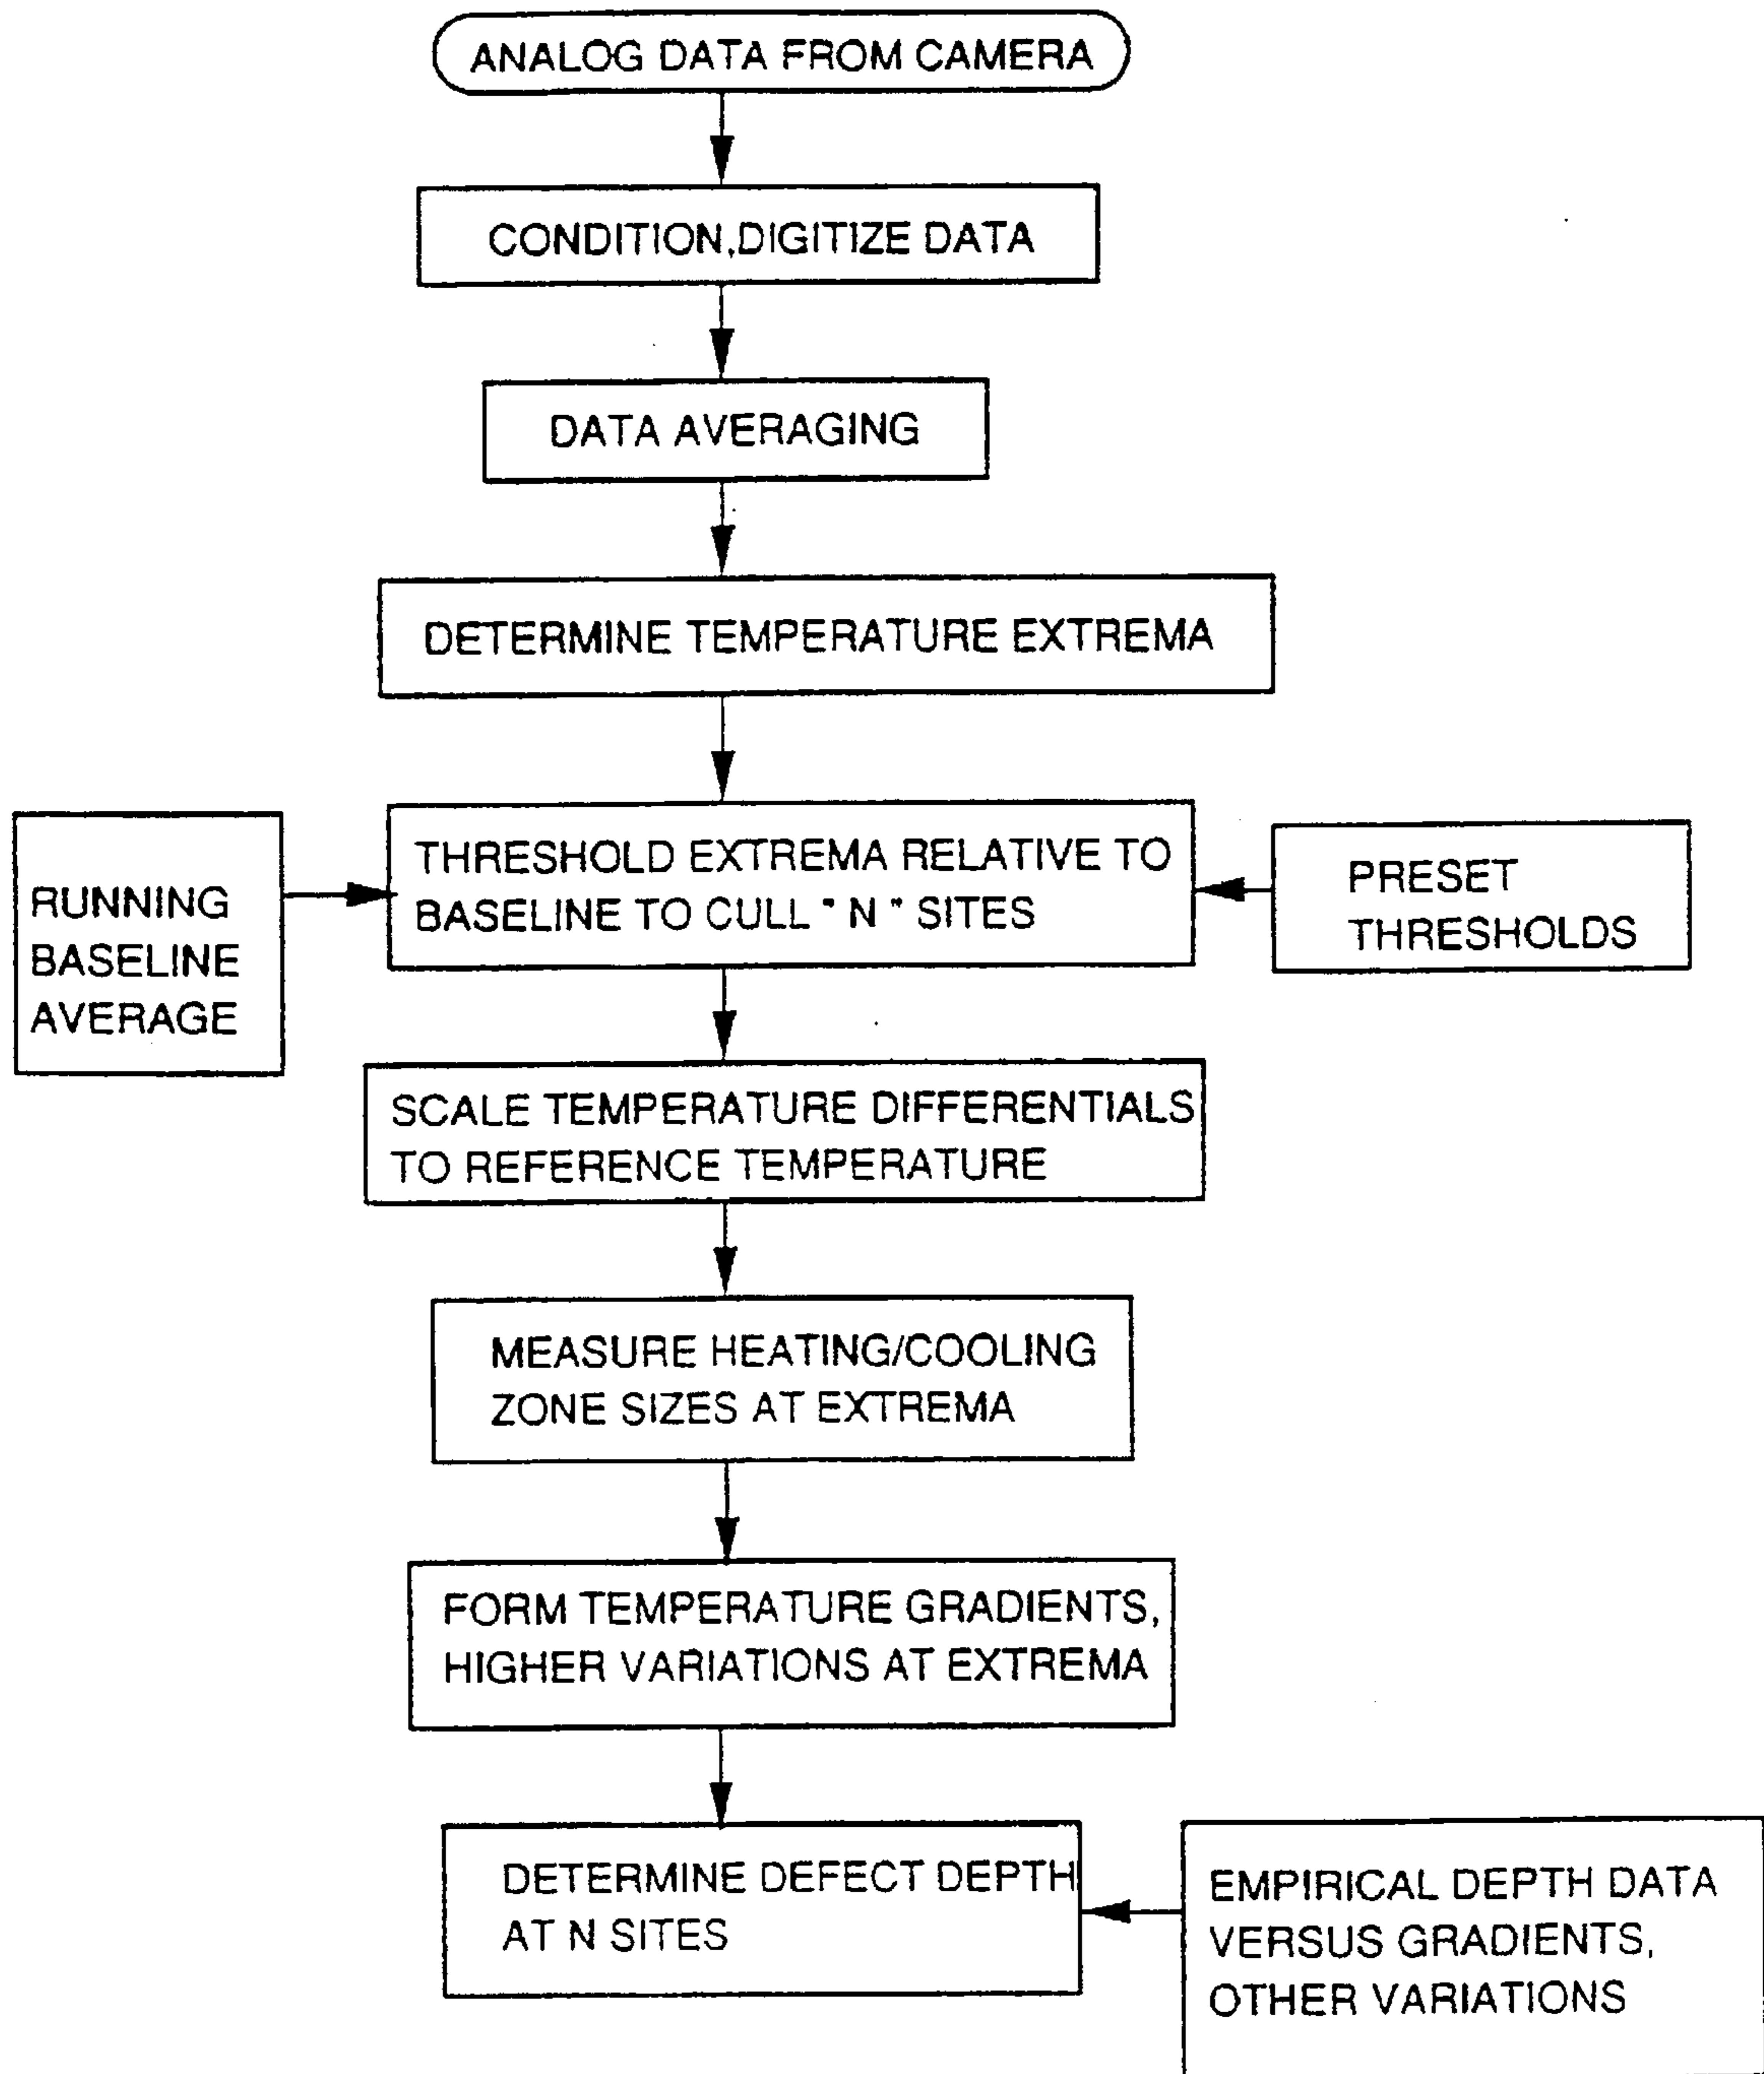 ANALOG DATA FROM CAMERA
CONDITION,DIGITIZE DATA
DATA AVERAGING
DETERMINE TEMPERATURE EXTREMA
RUNNING
BASELINE
AVERAGE
THRESHOLD EXTREMA RELATIVE TO
BASELINE TO CULL " N " SITES
PRESET
THRESHOLDS
SCALE TEMPERATURE DIFFERENTIALS
TO REFERENCE TEMPERATURE
MEASURE HEATING/COOLING
ZONE SIZES AT EXTREMA
FORM TEMPERATURE GRADIENTS,
HIGHER VARIATIONS AT EXTREMA
DETERMINE DEFECT DEPTH
AT N SITES
EMPIRICAL DEPTH DATA
VERSUS GRADIENTS,
OTHER VARIATIONS